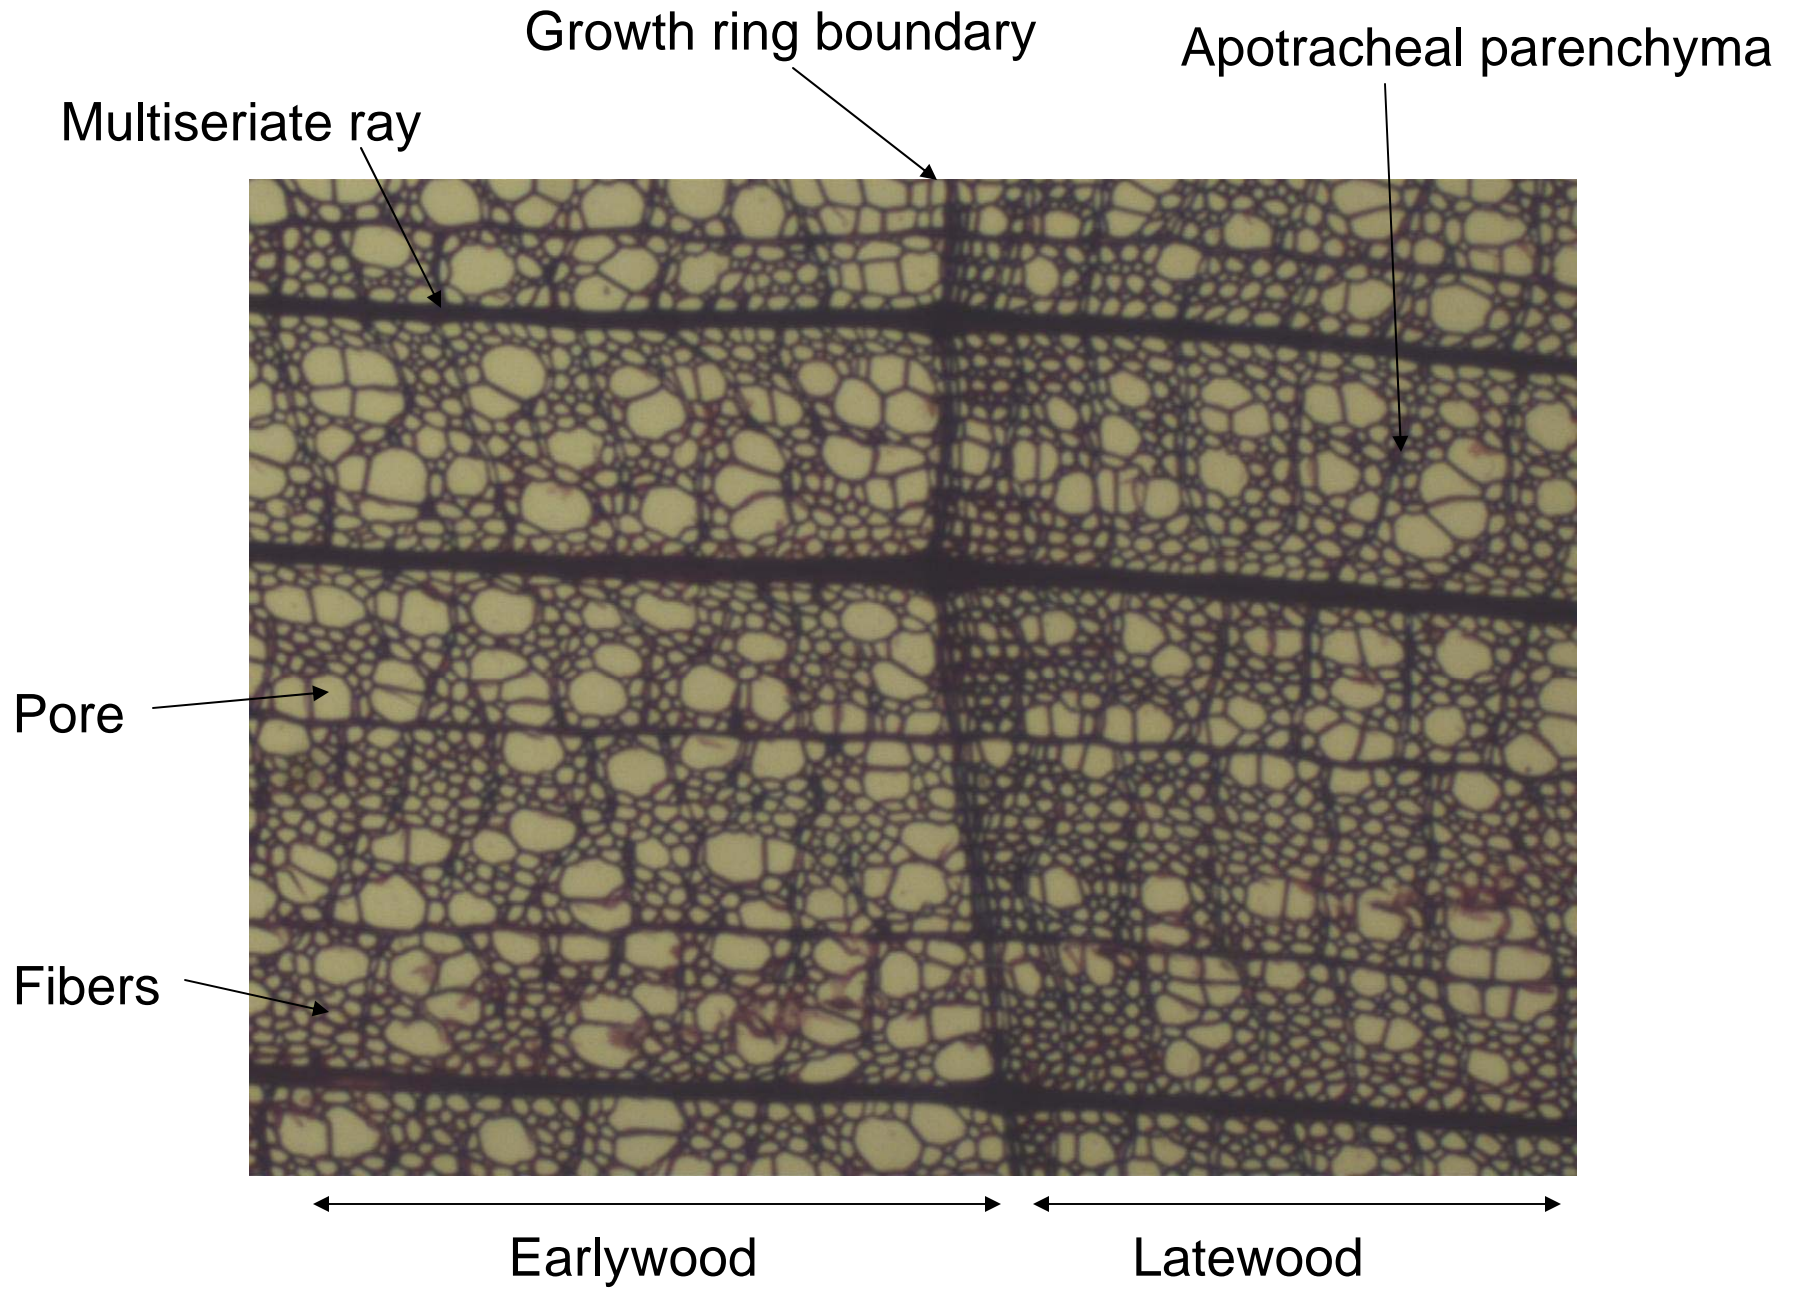 Growth ring boundary
Apotracheal parenchyma
Multiseriate ray
Pore
Fibers
Earlywood
Latewood